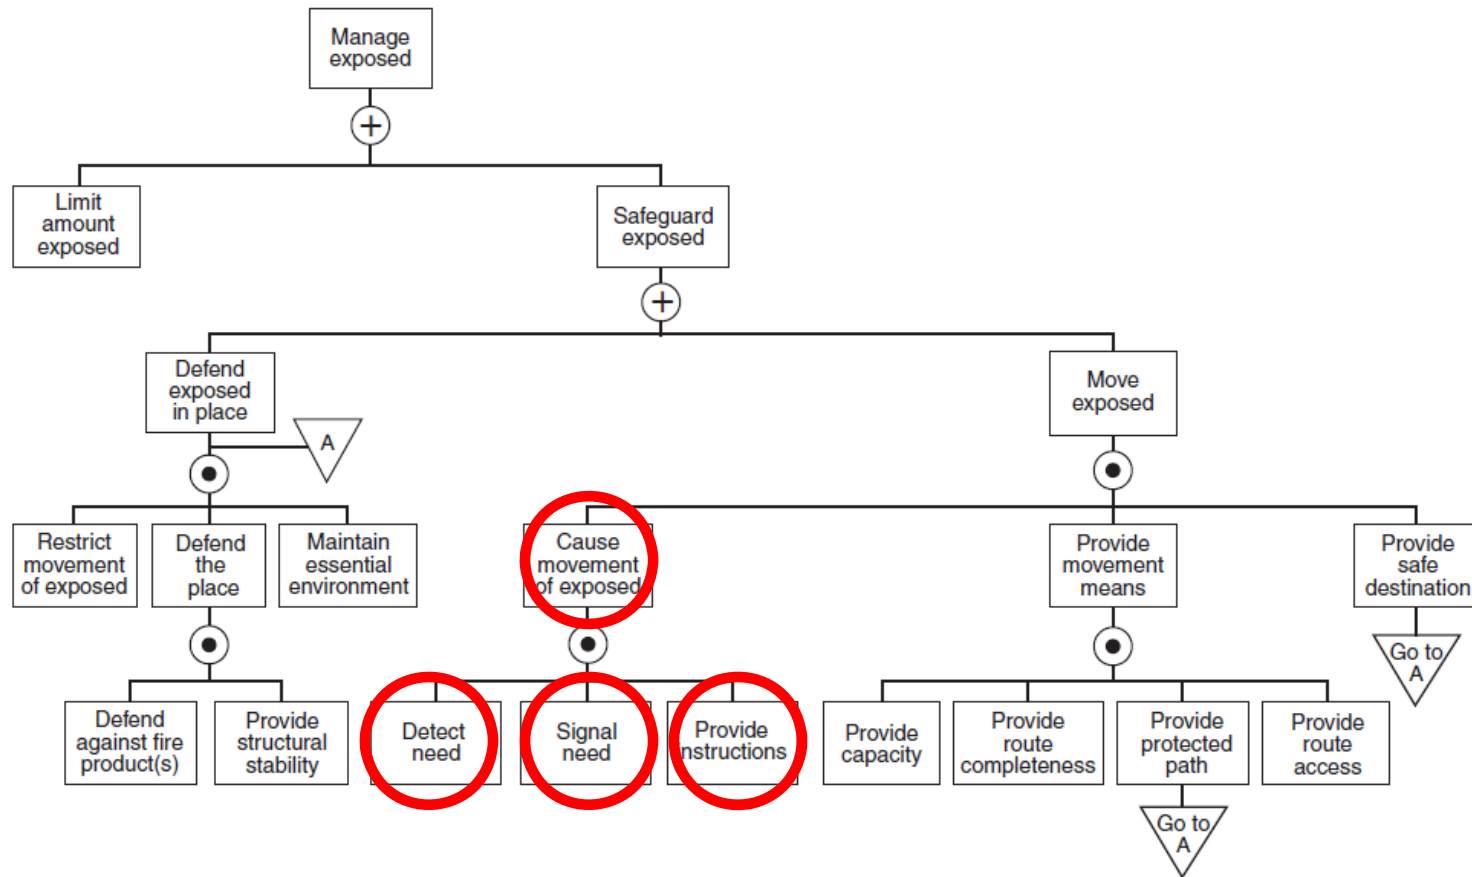 Manage
exposed
+
Limit
amount
exposed
Safeguard
exposed
+
Defend
exposed
in place
A
Move
exposed
Restrict
movement
of exposed
Defend
the
place
Maintain
essential
environment
Cause
movement
of exposed
Provide
movement
means
Provide
safe
destination
Go to
A
Defend
against fire
product(s)
Provide
structural
stability
Detect
need
Signal
need
Provide
instructions
Provide
capacity
Provide
route
completeness
Provide
protected
path
Go to
A
Provide
route
access